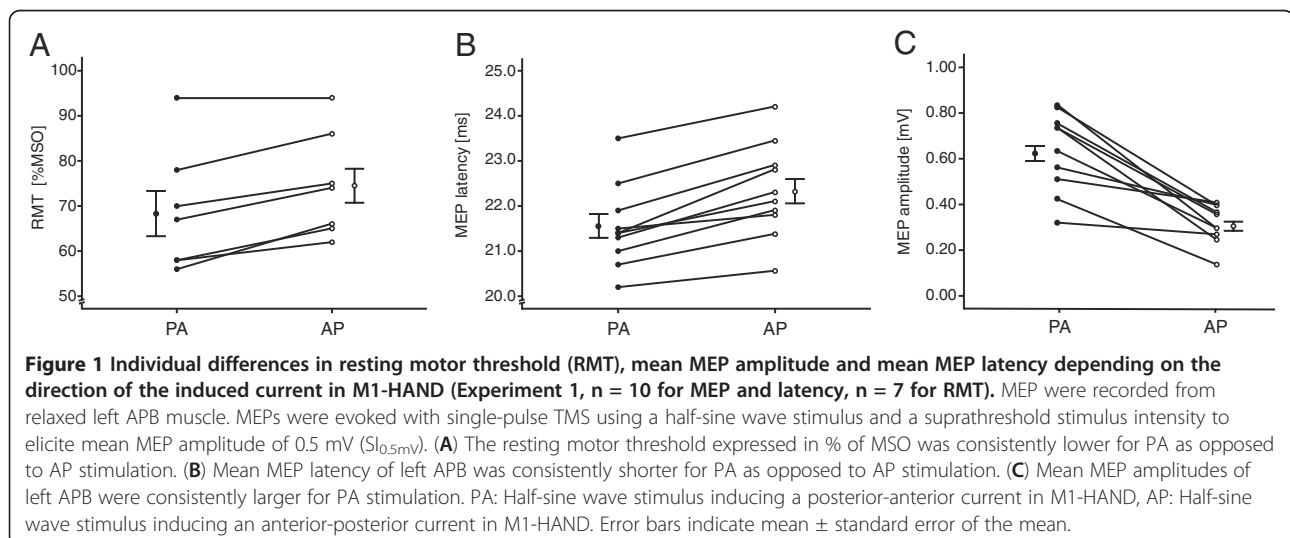 A
B
C
100
90
80
70
60
50
RMT [%MSO]
PA
AP
25.0
24.0
23.0
22.0
21.0
20.0
MEP latency [ms]
PA
AP
1.00
0.80
0.60
0.40
0.20
0.00
MEP amplitude [mV]
PA
AP
Figure 1 Individual differences in resting motor threshold (RMT), mean MEP amplitude and mean MEP latency depending on the
direction of the induced current in M1-HAND (Experiment 1, n = 10 for MEP and latency, n = 7 for RMT). MEP were recorded from
relaxed left APB muscle. MEPs were evoked with single-pulse TMS using a half-sine wave stimulus and a suprathreshold stimulus intensity to
elicite mean MEP amplitude of 0.5 mV (SI0.5mV). (A) The resting motor threshold expressed in % of MSO was consistently lower for PA as opposed
to AP stimulation. (B) Mean MEP latency of left APB was consistently shorter for PA as opposed to AP stimulation. (C) Mean MEP amplitudes of
left APB were consistently larger for PA stimulation. PA: Half-sine wave stimulus inducing a posterior-anterior current in M1-HAND, AP: Half-sine
wave stimulus inducing an anterior-posterior current in M1-HAND. Error bars indicate mean ± standard error of the mean.